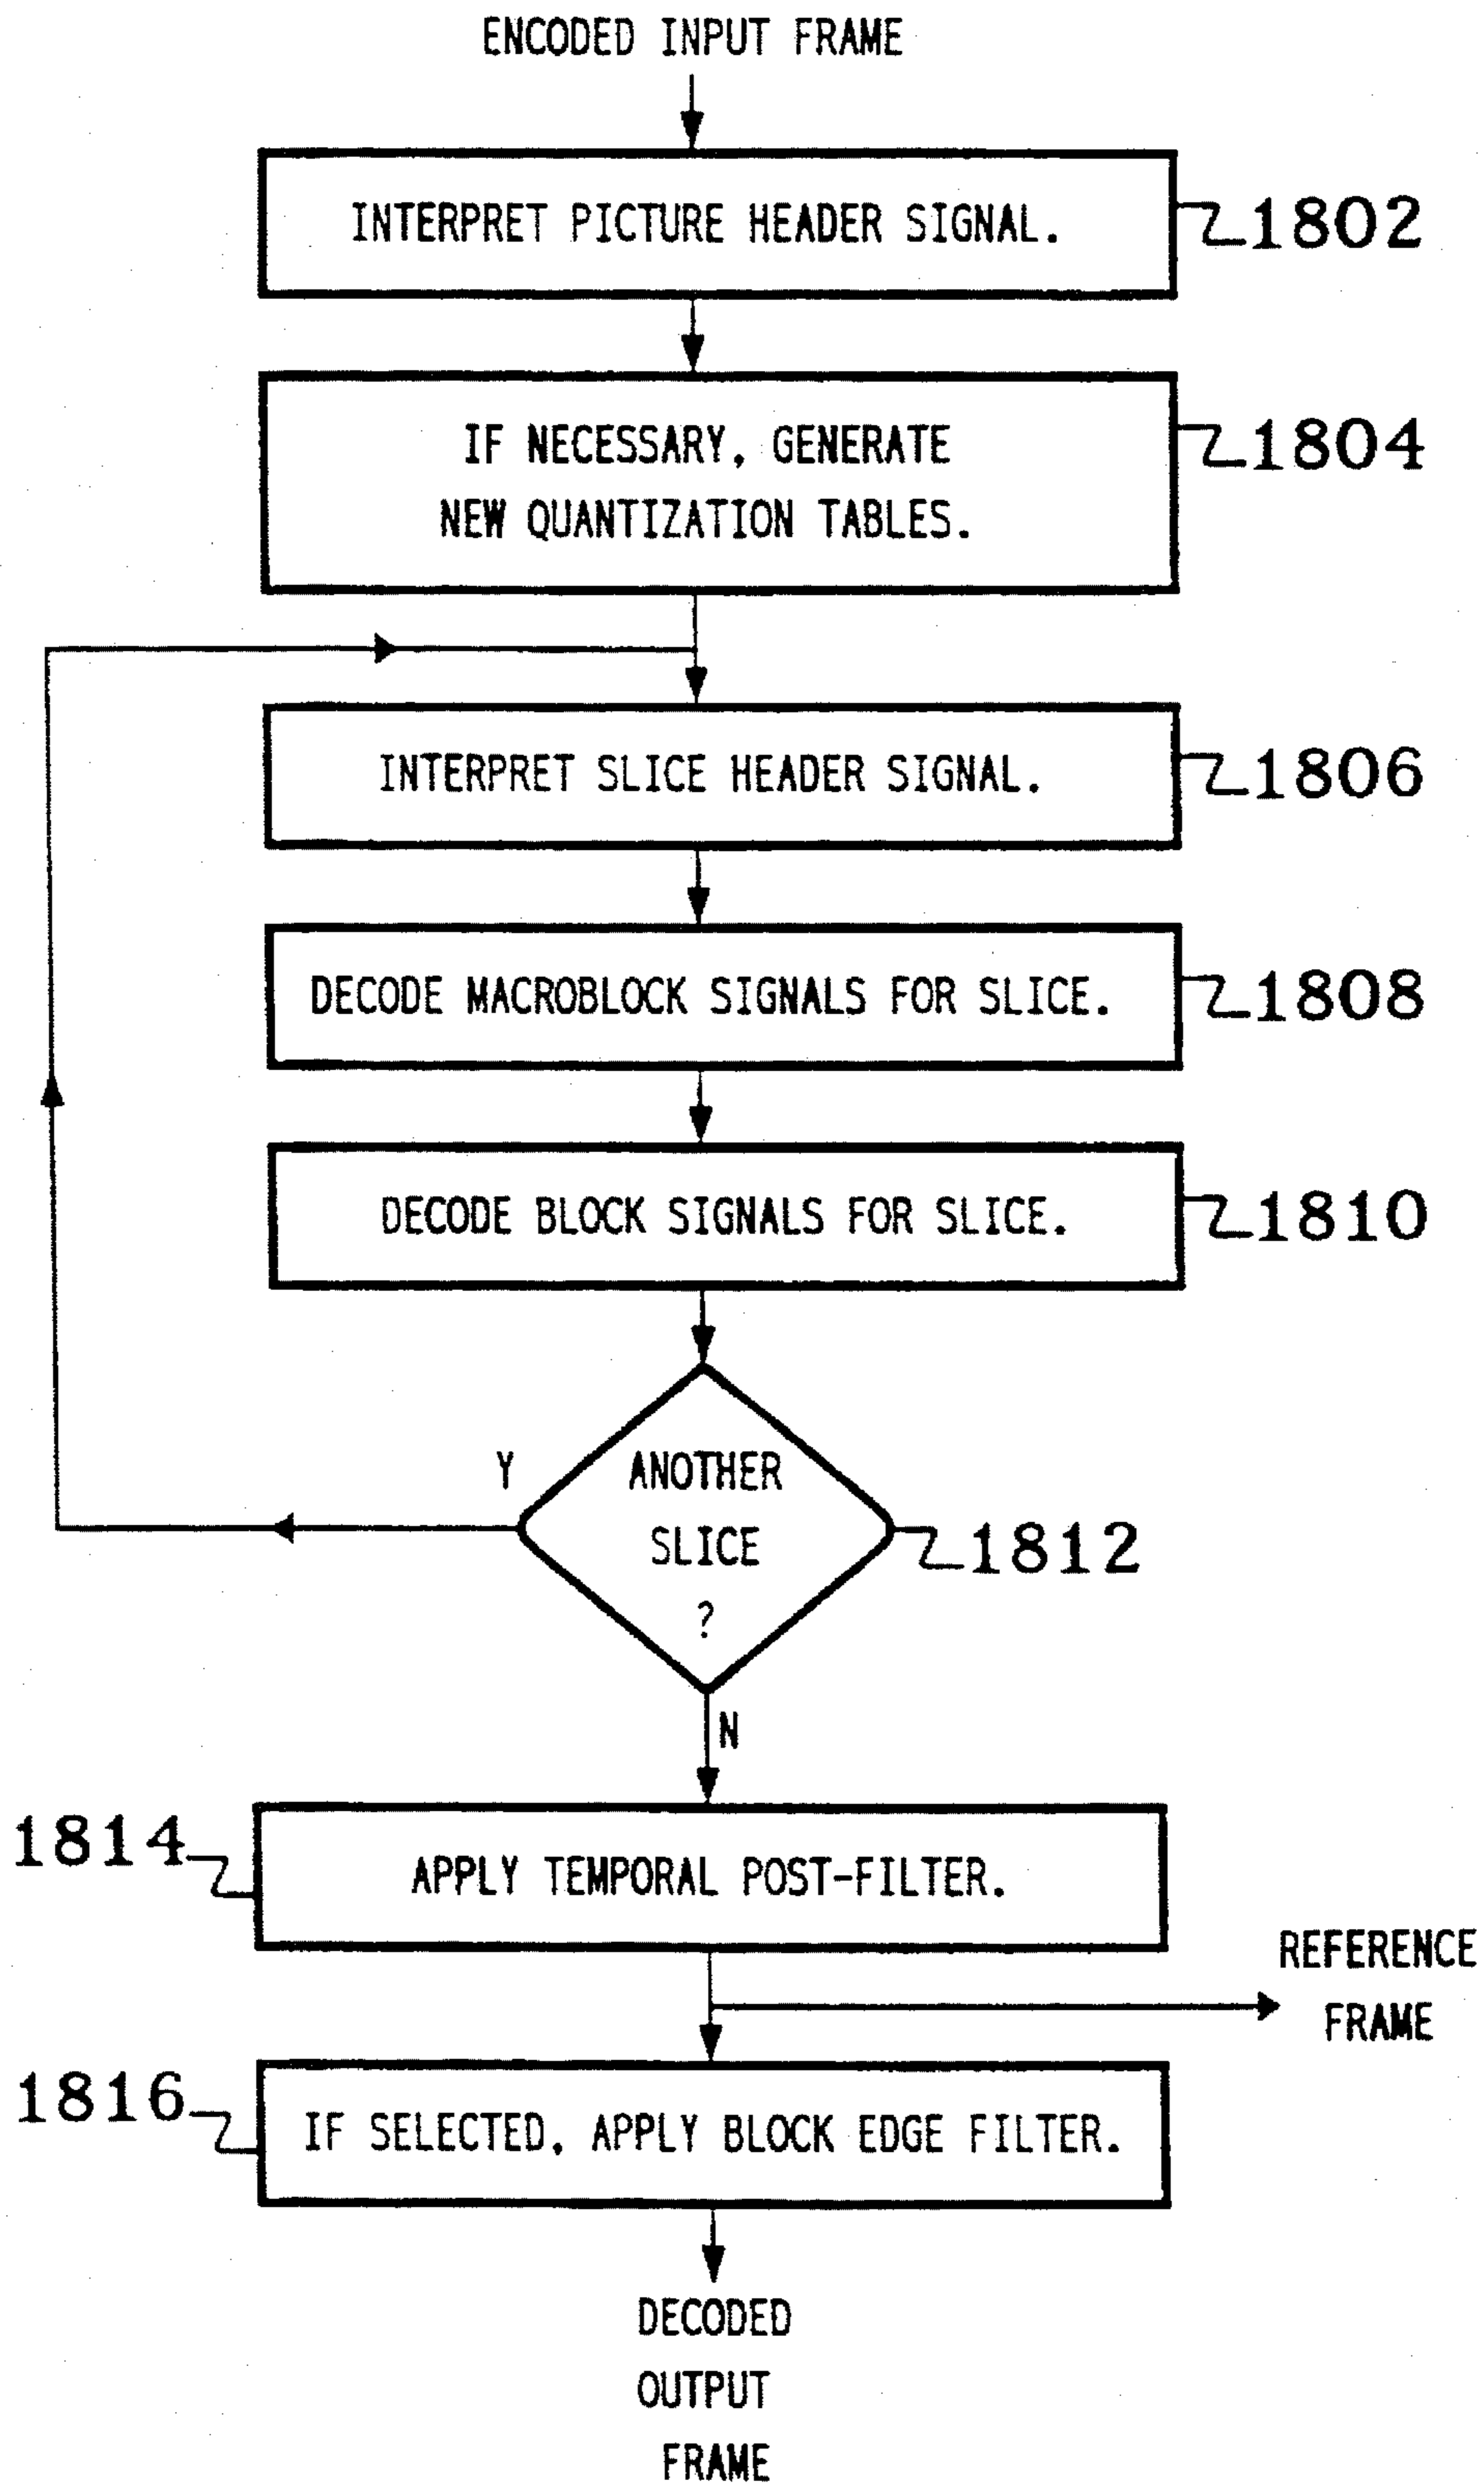 ENCODED INPUT FRAME
INTERPRET PICTURE HEADER SIGNAL.
1802
IF NECESSARY, GENERATE
NEW QUANTIZATION TABLES.
1804
INTERPRET SLICE HEADER SIGNAL.
1806
DECODE MACROBLOCK SIGNALS FOR SLICE.
1808
DECODE BLOCK SIGNALS FOR SLICE.
1810
Y
ANOTHER
SLICE
?
1812
N
1814
APPLY TEMPORAL POST-FILTER.
REFERENCE
FRAME
1816
IF SELECTED, APPLY BLOCK EDGE FILTER.
DECODED
OUTPUT
FRAME